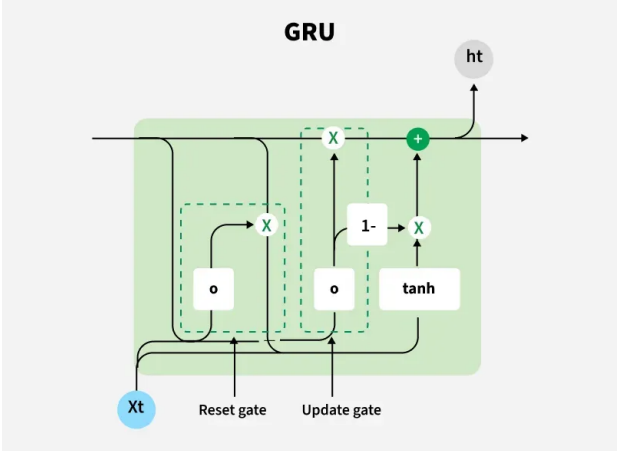 GRU
ht
X
+
X
1-
X
o
o
tanh
Xt
Reset gate
Update gate